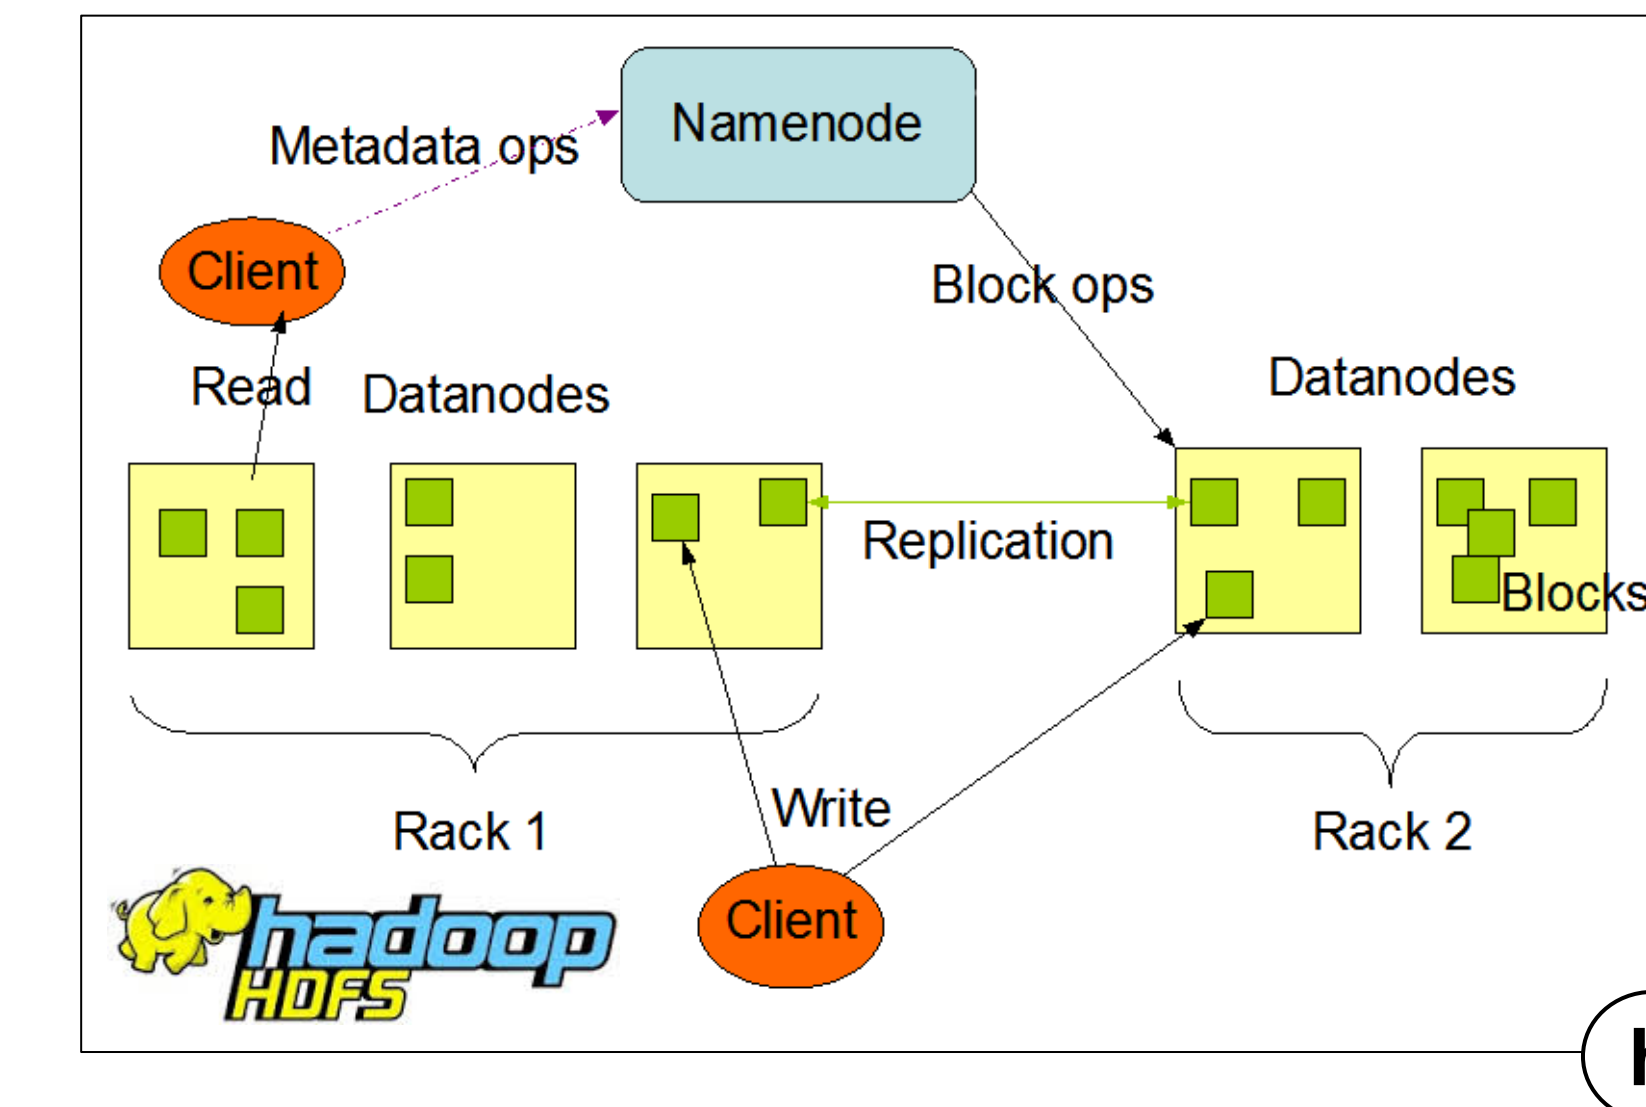 Namenode
Metadata ops
Client
Block ops
Read
Datanodes
Datanodes
Replication
Blocks
Rack 1
Write
Rack 2
Client
hadoop
HDFS